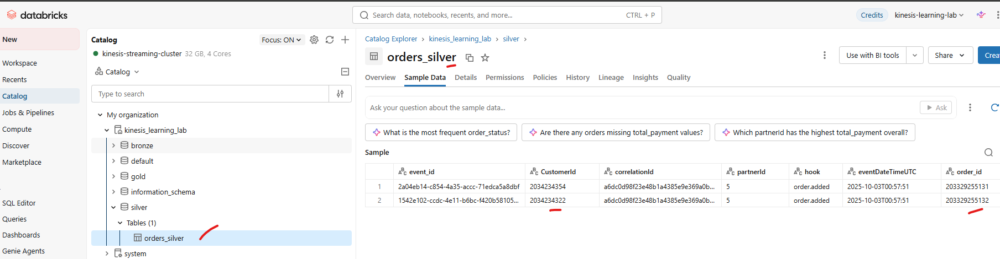 databricks
Search data, notebooks, recents, and more...
CTRL + P
Credits
kinesis-learning-lab
New
Workspace
Recents
Catalog
Jobs & Pipelines
Compute
Discover
Marketplace
SQL Editor
Queries
Dashboards
Genie Agents
Catalog
Focus: ON
kinesis-streaming-cluster 32 GB, 4 Cores
Catalog
Type to search
My organization
kinesis_learning_lab
bronze
default
gold
information_schema
silver
Tables (1)
orders_silver
system
Catalog Explorer > kinesis_learning_lab > silver >
orders_silver
Use with BI tools
Share
Crea
Overview Sample Data Details Permissions Policies History Lineage Insights Quality
Ask your question about the sample data...
Ask
What is the most frequent order_status?
Are there any orders missing total_payment values?
Which partnerId has the highest total_payment overall?
Sample
event_id CustomerId correlationId partnerId hook eventDateTimeUTC order_id
1 2a04eb14-c854-4a35-accc-71edca5a8dbf 2034234354 a6dc0d98f23e48b1a4385e9e369a0b... 5 order.added 2025-10-03T00:57:51 203329255131
2 1542e102-ccdc-4e11-b6bc-f420b58105... 2034234322 a6dc0d98f23e48b1a4385e9e369a0b... 5 order.added 2025-10-03T00:57:51 203329255132